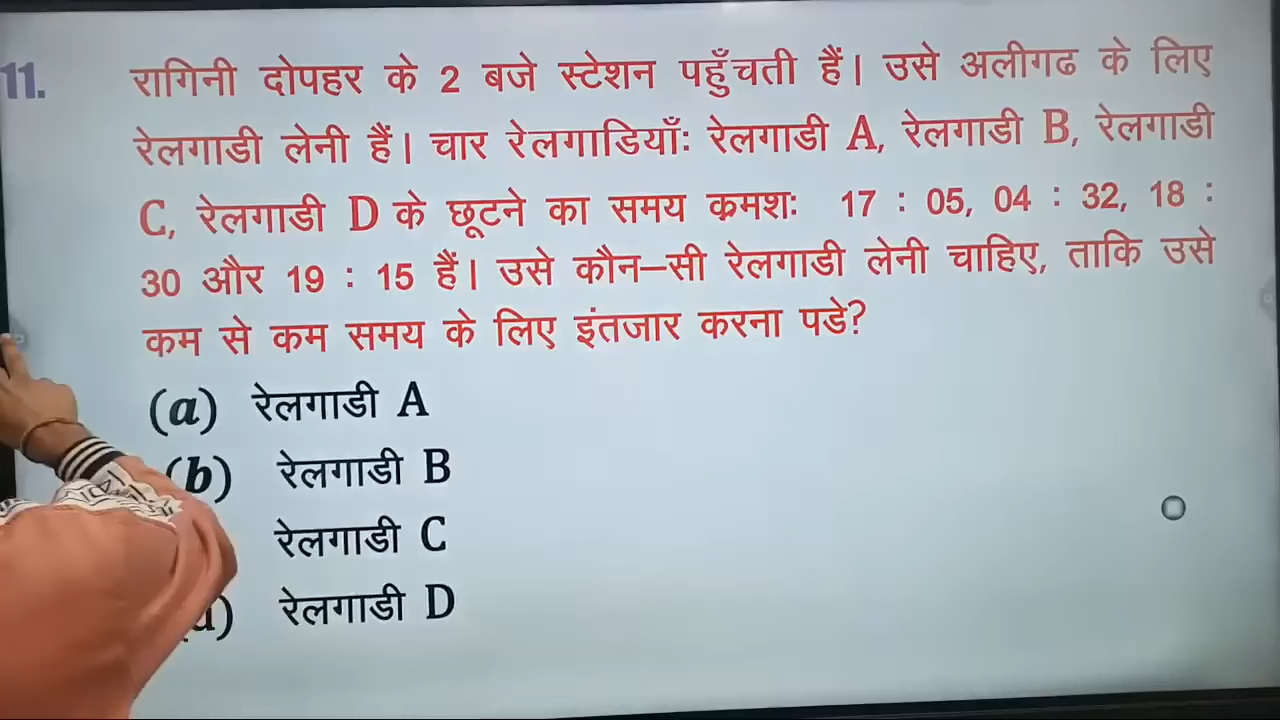 11. रागिनी दोपहर के 2 बजे स्टेशन पहुँचती हैं। उसे अलीगढ के लिए
रेलगाडी लेनी हैं। चार रेलगाडियाँः रेलगाडी A, रेलगाडी B, रेलगाडी
C, रेलगाडी D के छूटने का समय क्रमशः 17 : 05, 04 : 32, 18 :
30 और 19 : 15 हैं। उसे कौन–सी रेलगाडी लेनी चाहिए, ताकि उसे
कम से कम समय के लिए इंतजार करना पडे?
(a) रेलगाडी A
(b) रेलगाडी B
रेलगाडी C
रेलगाडी D